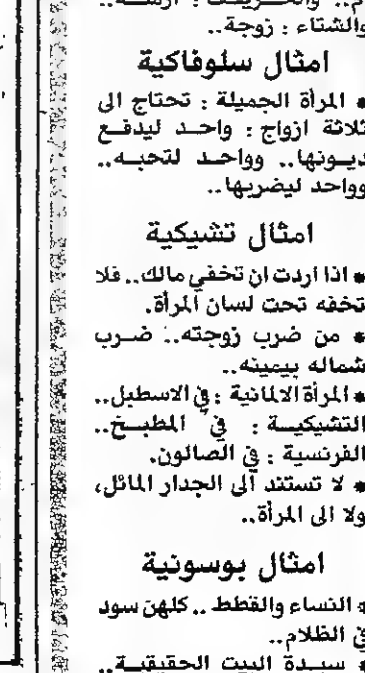 والشتاء : زوجة..
امثال سلوفاكية
* المرأة الجميلة : تحتاج الى
ثلاثة ازواج : واحد ليدفع
ديونها.. وواحد لتحبه..
وواحد ليضربها..
امثال تشيكية
* اذا اردت ان تخفي مالك.. فلا
تخفه تحت لسان المرأة.
* من ضرب زوجته.. ضرب
شماله بيمينه..
* المرأة الالمانية : في الاسطبل..
التشيكية : في المطبخ..
الفرنسية : في الصالون.
* لا تستند الى الجدار المائل،
ولا الى المرأة..
امثال بوسونية
* النساء والقطط .. كلهن سود
في الظلام..
* سيدة البيت الحقيقية..